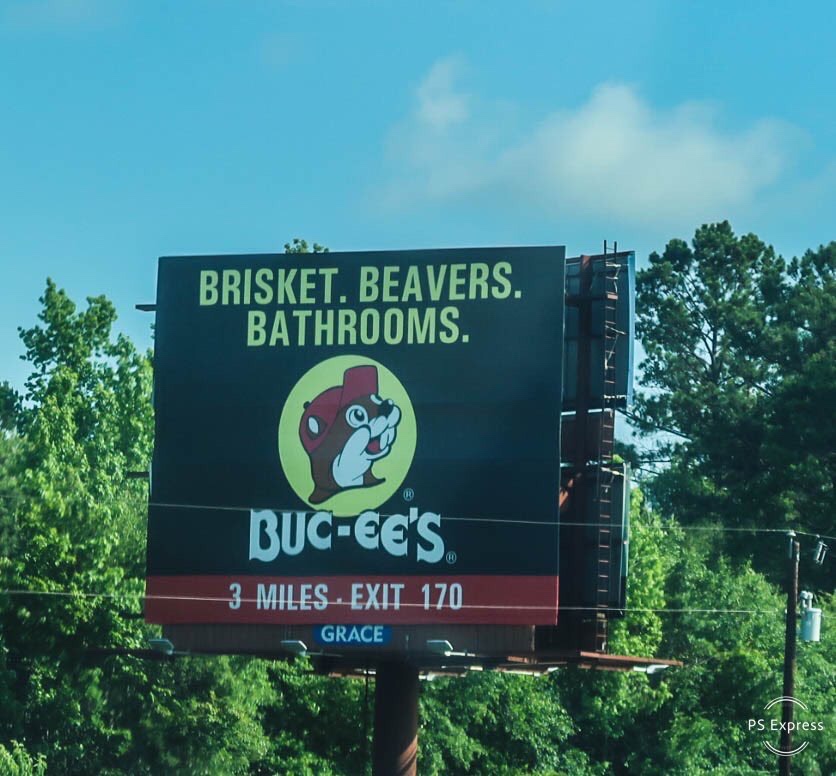 BRISKET. BEAVERS.
BATHROOMS.
®
BUC-EE'S®
3 MILES - EXIT 170
GRACE
PS Express